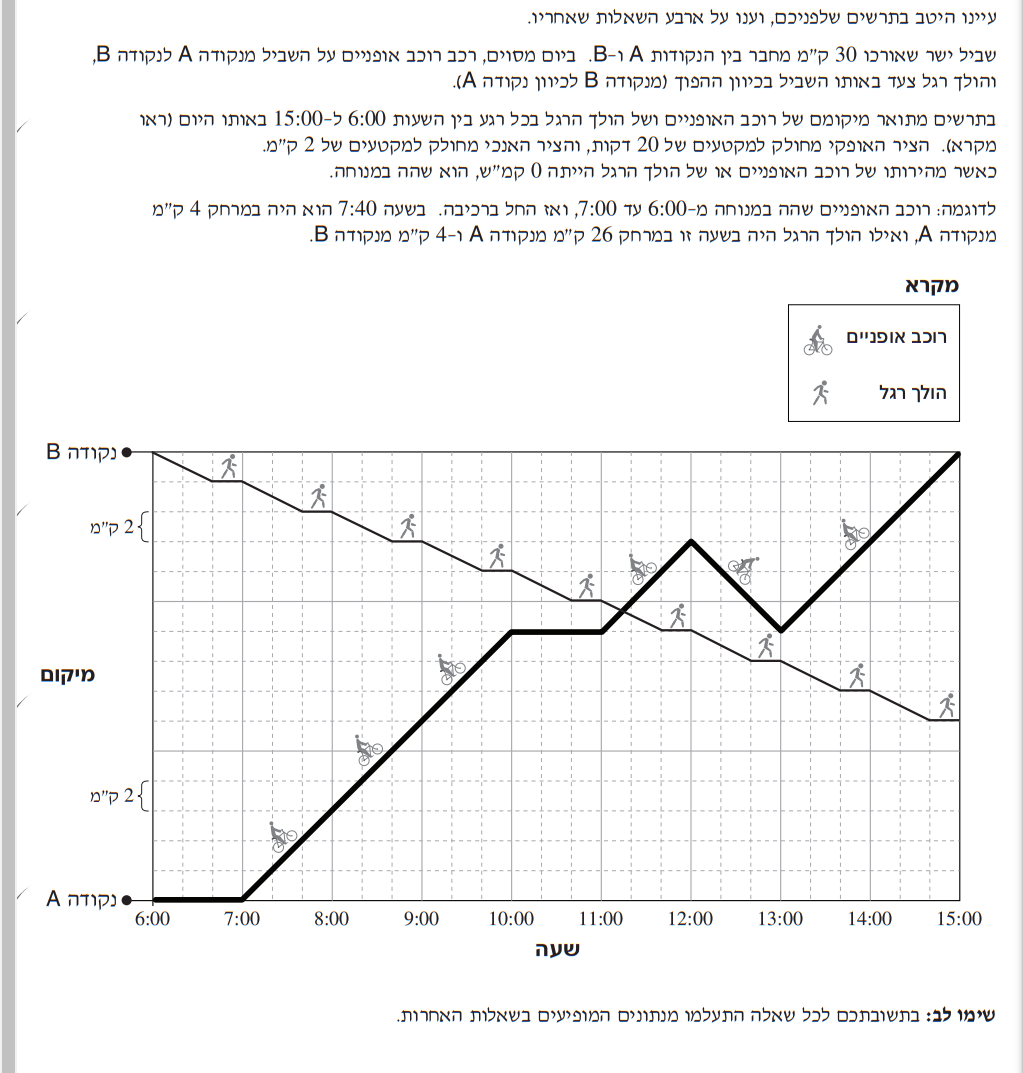 עיינו היטב בתרשים שלפניכם, וענו על ארבע השאלות שאחריו.
שביל ישר שאורכו 30 ק"מ מחבר בין הנקודות A ו-B. ביום מסוים, רכב רוכב אופניים על השביל מנקודה A לנקודה B,
והולך רגל צעד באותו השביל בכיוון ההפוך (מנקודה B לכיוון נקודה A).
בתרשים מתואר מיקומם של רוכב האופניים ושל הולך הרגל בכל רגע בין השעות 6:00 ל-15:00 באותו היום (ראו
מקרא). הציר האופקי מחולק למקטעים של 20 דקות, והציר האנכי מחולק למקטעים של 2 ק"מ.
כאשר מהירותו של רוכב האופניים או של הולך הרגל הייתה 0 קמ"ש, הוא שהה במנוחה.
לדוגמה: רוכב האופניים שהה במנוחה מ-6:00 עד 7:00, ואז החל ברכיבה. בשעה 7:40 הוא היה במרחק 4 ק"מ
מנקודה A, ואילו הולך הרגל היה בשעה זו במרחק 26 ק"מ מנקודה A ו-4 ק"מ מנקודה B.
מקרא
רוכב אופניים
הולך רגל
נקודה B
2 ק"מ
מיקום
2 ק"מ
נקודה A
6:00 7:00 8:00 9:00 10:00 11:00 12:00 13:00 14:00 15:00
שעה
שימו לב: בתשובתכם לכל שאלה התעלמו מנתונים המופיעים בשאלות האחרות.